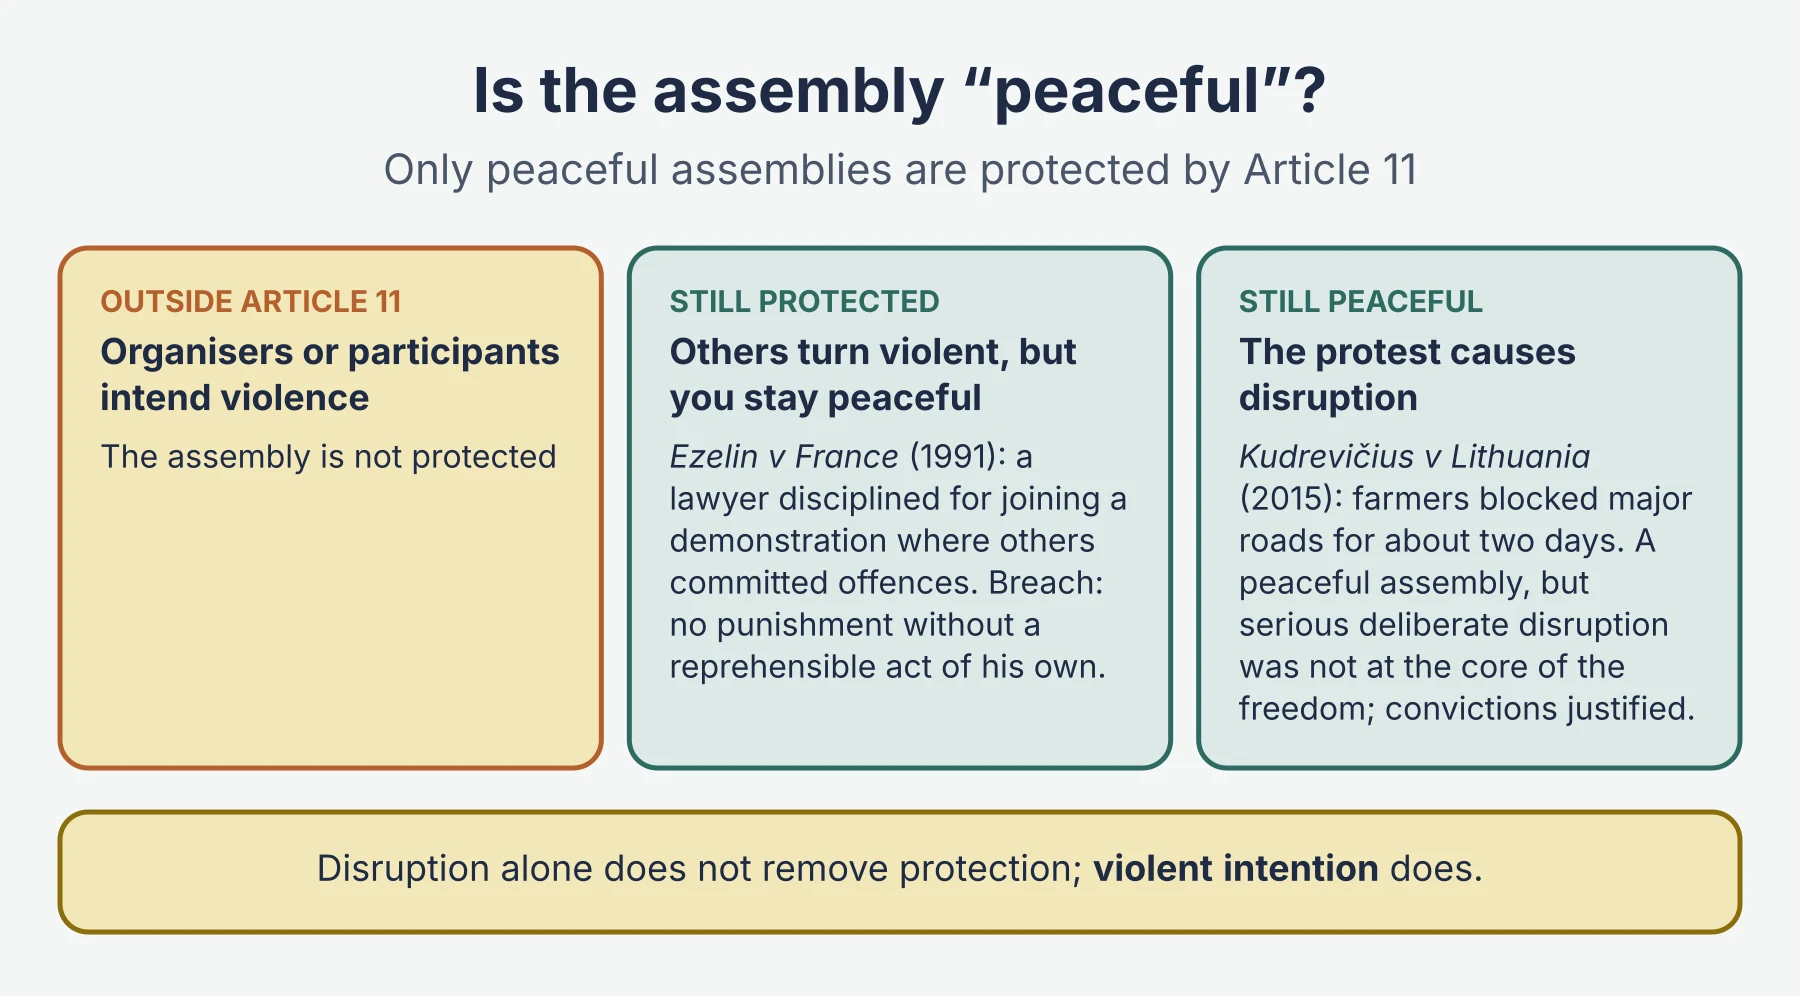 Is the assembly “peaceful”?
Only peaceful assemblies are protected by Article 11
OUTSIDE ARTICLE 11
Organisers or participants
intend violence
The assembly is not protected
STILL PROTECTED
Others turn violent, but
you stay peaceful
Ezelin v France (1991): a
lawyer disciplined for joining a
demonstration where others
committed offences. Breach:
no punishment without a
reprehensible act of his own.
STILL PEACEFUL
The protest causes
disruption
Kudrevičius v Lithuania
(2015): farmers blocked major
roads for about two days. A
peaceful assembly, but
serious deliberate disruption
was not at the core of the
freedom; convictions justified.
Disruption alone does not remove protection; violent intention does.